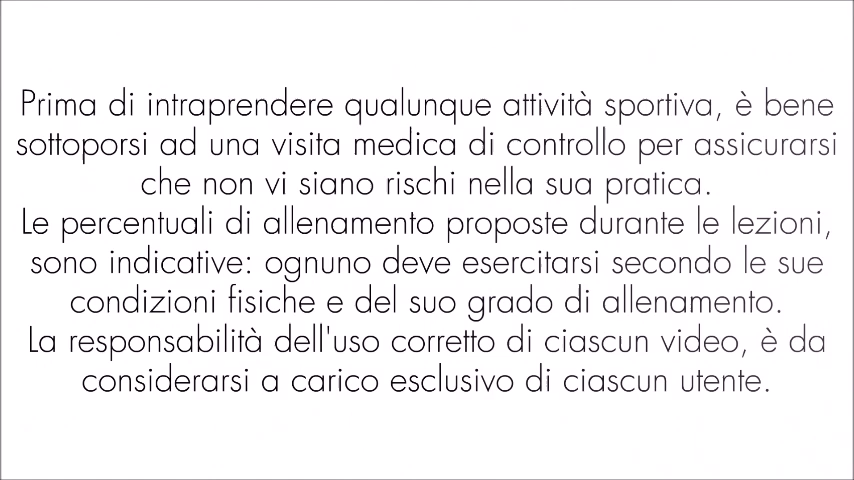 Prima di intraprendere qualunque attività sportiva, è bene
sottoporsi ad una visita medica di controllo per assicurarsi
che non vi siano rischi nella sua pratica.
Le percentuali di allenamento proposte durante le lezioni,
sono indicative: ognuno deve esercitarsi secondo le sue
condizioni fisiche e del suo grado di allenamento.
La responsabilità dell'uso corretto di ciascun video, è da
considerarsi a carico esclusivo di ciascun utente.